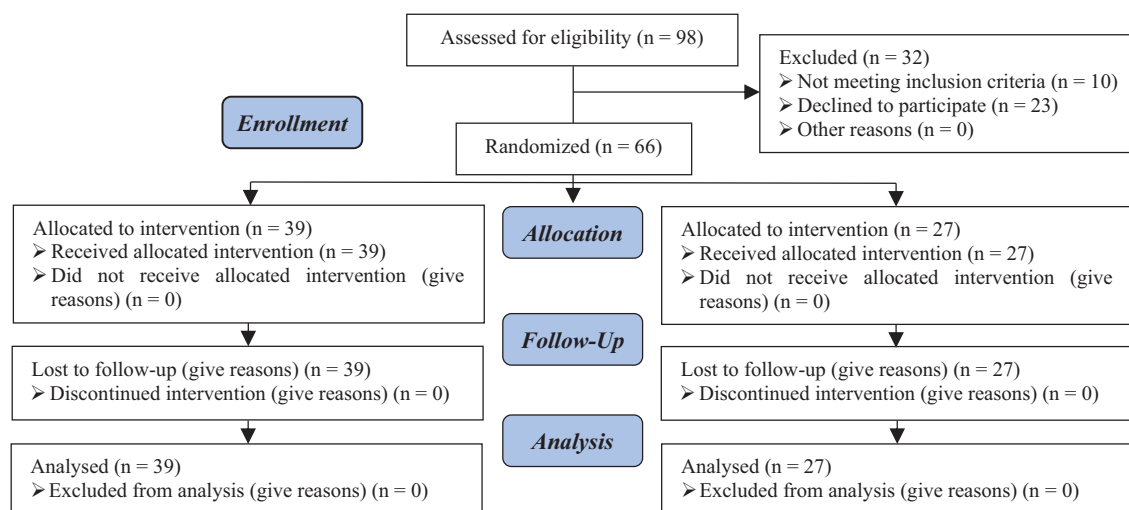 Assessed for eligibility (n = 98)
Excluded (n = 32)
➢ Not meeting inclusion criteria (n = 10)
➢ Declined to participate (n = 23)
➢ Other reasons (n = 0)
Enrollment
Randomized (n = 66)
Allocation
Allocated to intervention (n = 39)
➢ Received allocated intervention (n = 39)
➢ Did not receive allocated intervention (give
reasons) (n = 0)
Allocated to intervention (n = 27)
➢ Received allocated intervention (n = 27)
➢ Did not receive allocated intervention (give
reasons) (n = 0)
Follow-Up
Lost to follow-up (give reasons) (n = 39)
➢ Discontinued intervention (give reasons) (n = 0)
Lost to follow-up (give reasons) (n = 27)
➢ Discontinued intervention (give reasons) (n = 0)
Analysis
Analysed (n = 39)
➢ Excluded from analysis (give reasons) (n = 0)
Analysed (n = 27)
➢ Excluded from analysis (give reasons) (n = 0)